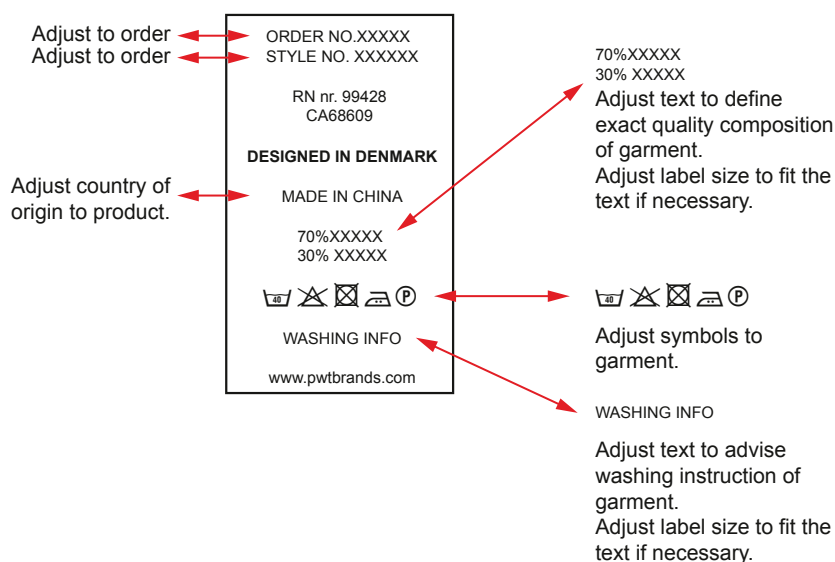 Adjust to order
Adjust to order
Adjust country of
origin to product.
ORDER NO.XXXXX
STYLE NO. XXXXXX
RN nr. 99428
CA68609
DESIGNED IN DENMARK
MADE IN CHINA
70%XXXXX
30% XXXXX
40
P
WASHING INFO
www.pwtbrands.com
70%XXXXX
30% XXXXX
Adjust text to define
exact quality composition
of garment.
Adjust label size to fit the
text if necessary.
40
P
Adjust symbols to
garment.
WASHING INFO
Adjust text to advise
washing instruction of
garment.
Adjust label size to fit the
text if necessary.